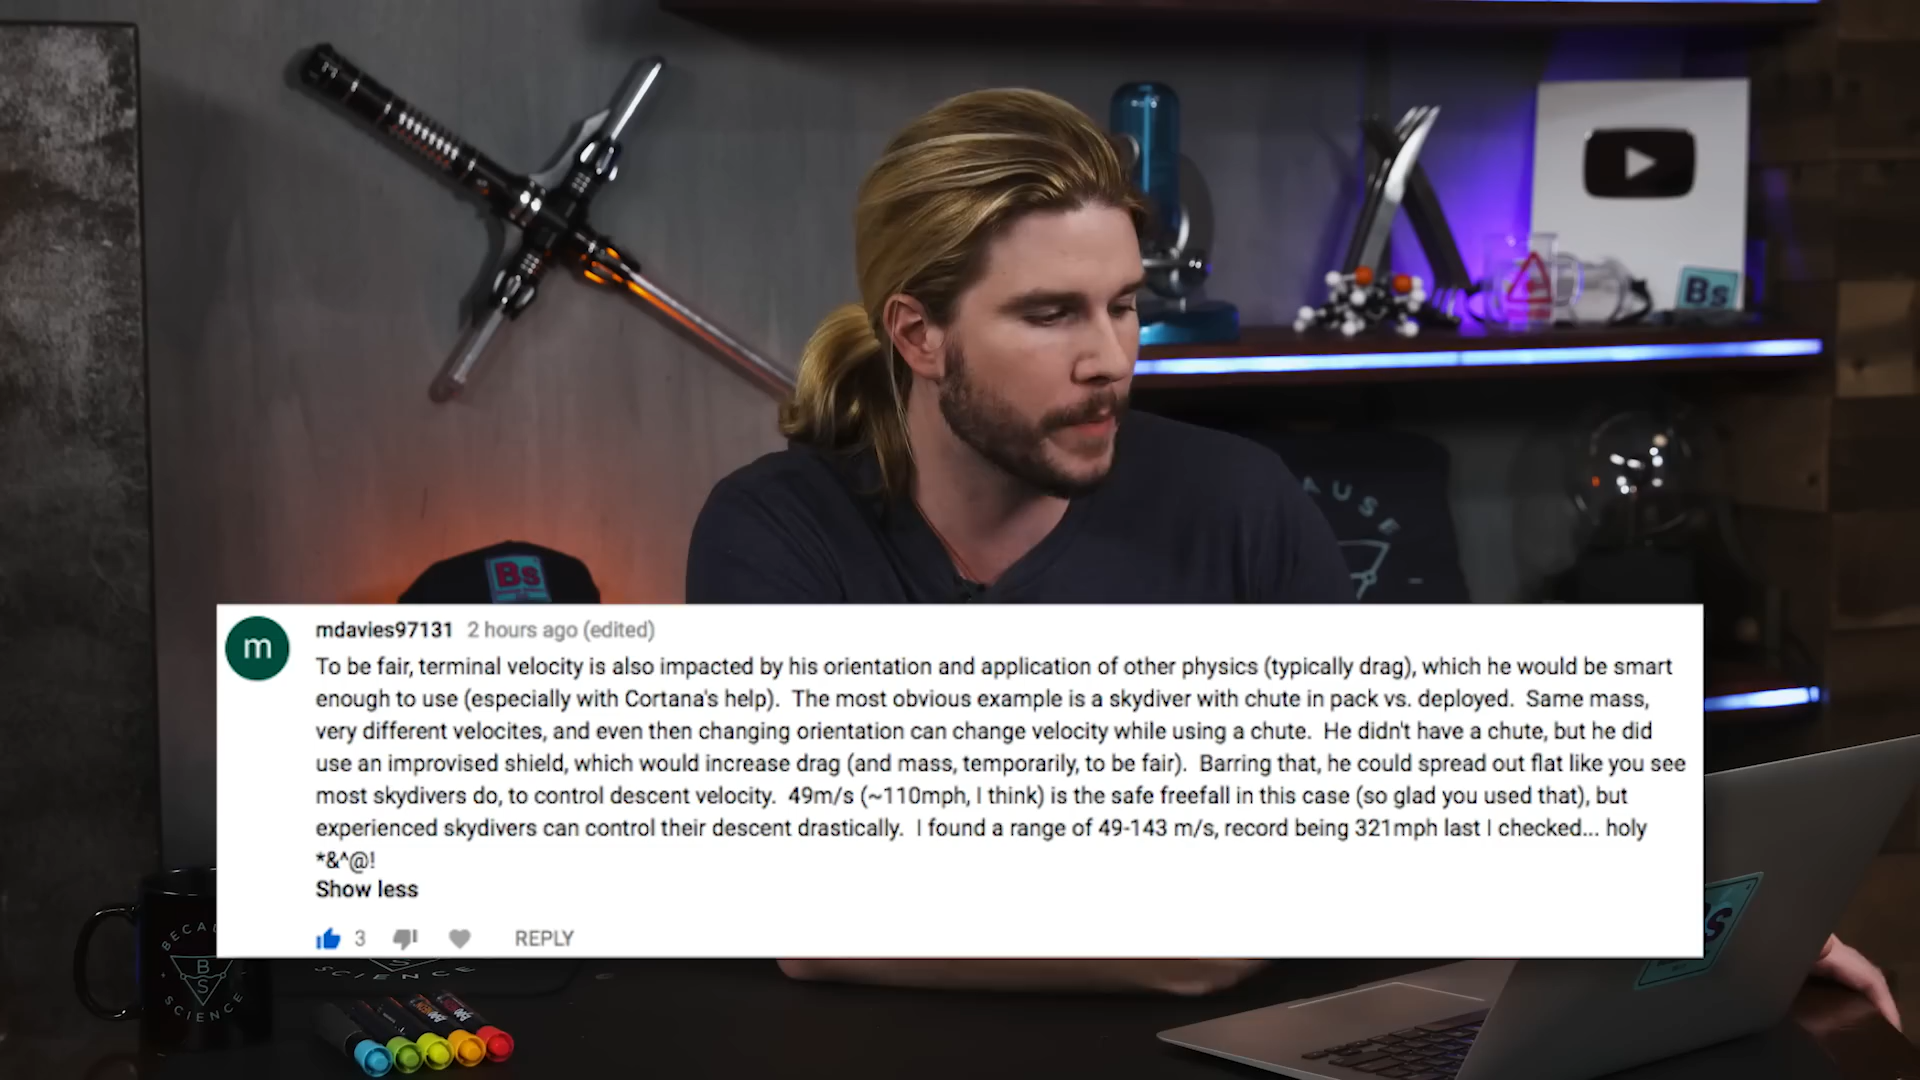 Bs
Bs
AUSE
m
mdavies97131 2 hours ago (edited)
To be fair, terminal velocity is also impacted by his orientation and application of other physics (typically drag), which he would be smart
enough to use (especially with Cortana's help). The most obvious example is a skydiver with chute in pack vs. deployed. Same mass,
very different velocites, and even then changing orientation can change velocity while using a chute. He didn't have a chute, but he did
use an improvised shield, which would increase drag (and mass, temporarily, to be fair). Barring that, he could spread out flat like you see
most skydivers do, to control descent velocity. 49m/s (~110mph, I think) is the safe freefall in this case (so glad you used that), but
experienced skydivers can control their descent drastically. I found a range of 49-143 m/s, record being 321mph last I checked... holy
*&^@!
Show less
3 REPLY
BECA
B
S
SCIENCE
SCIENCE